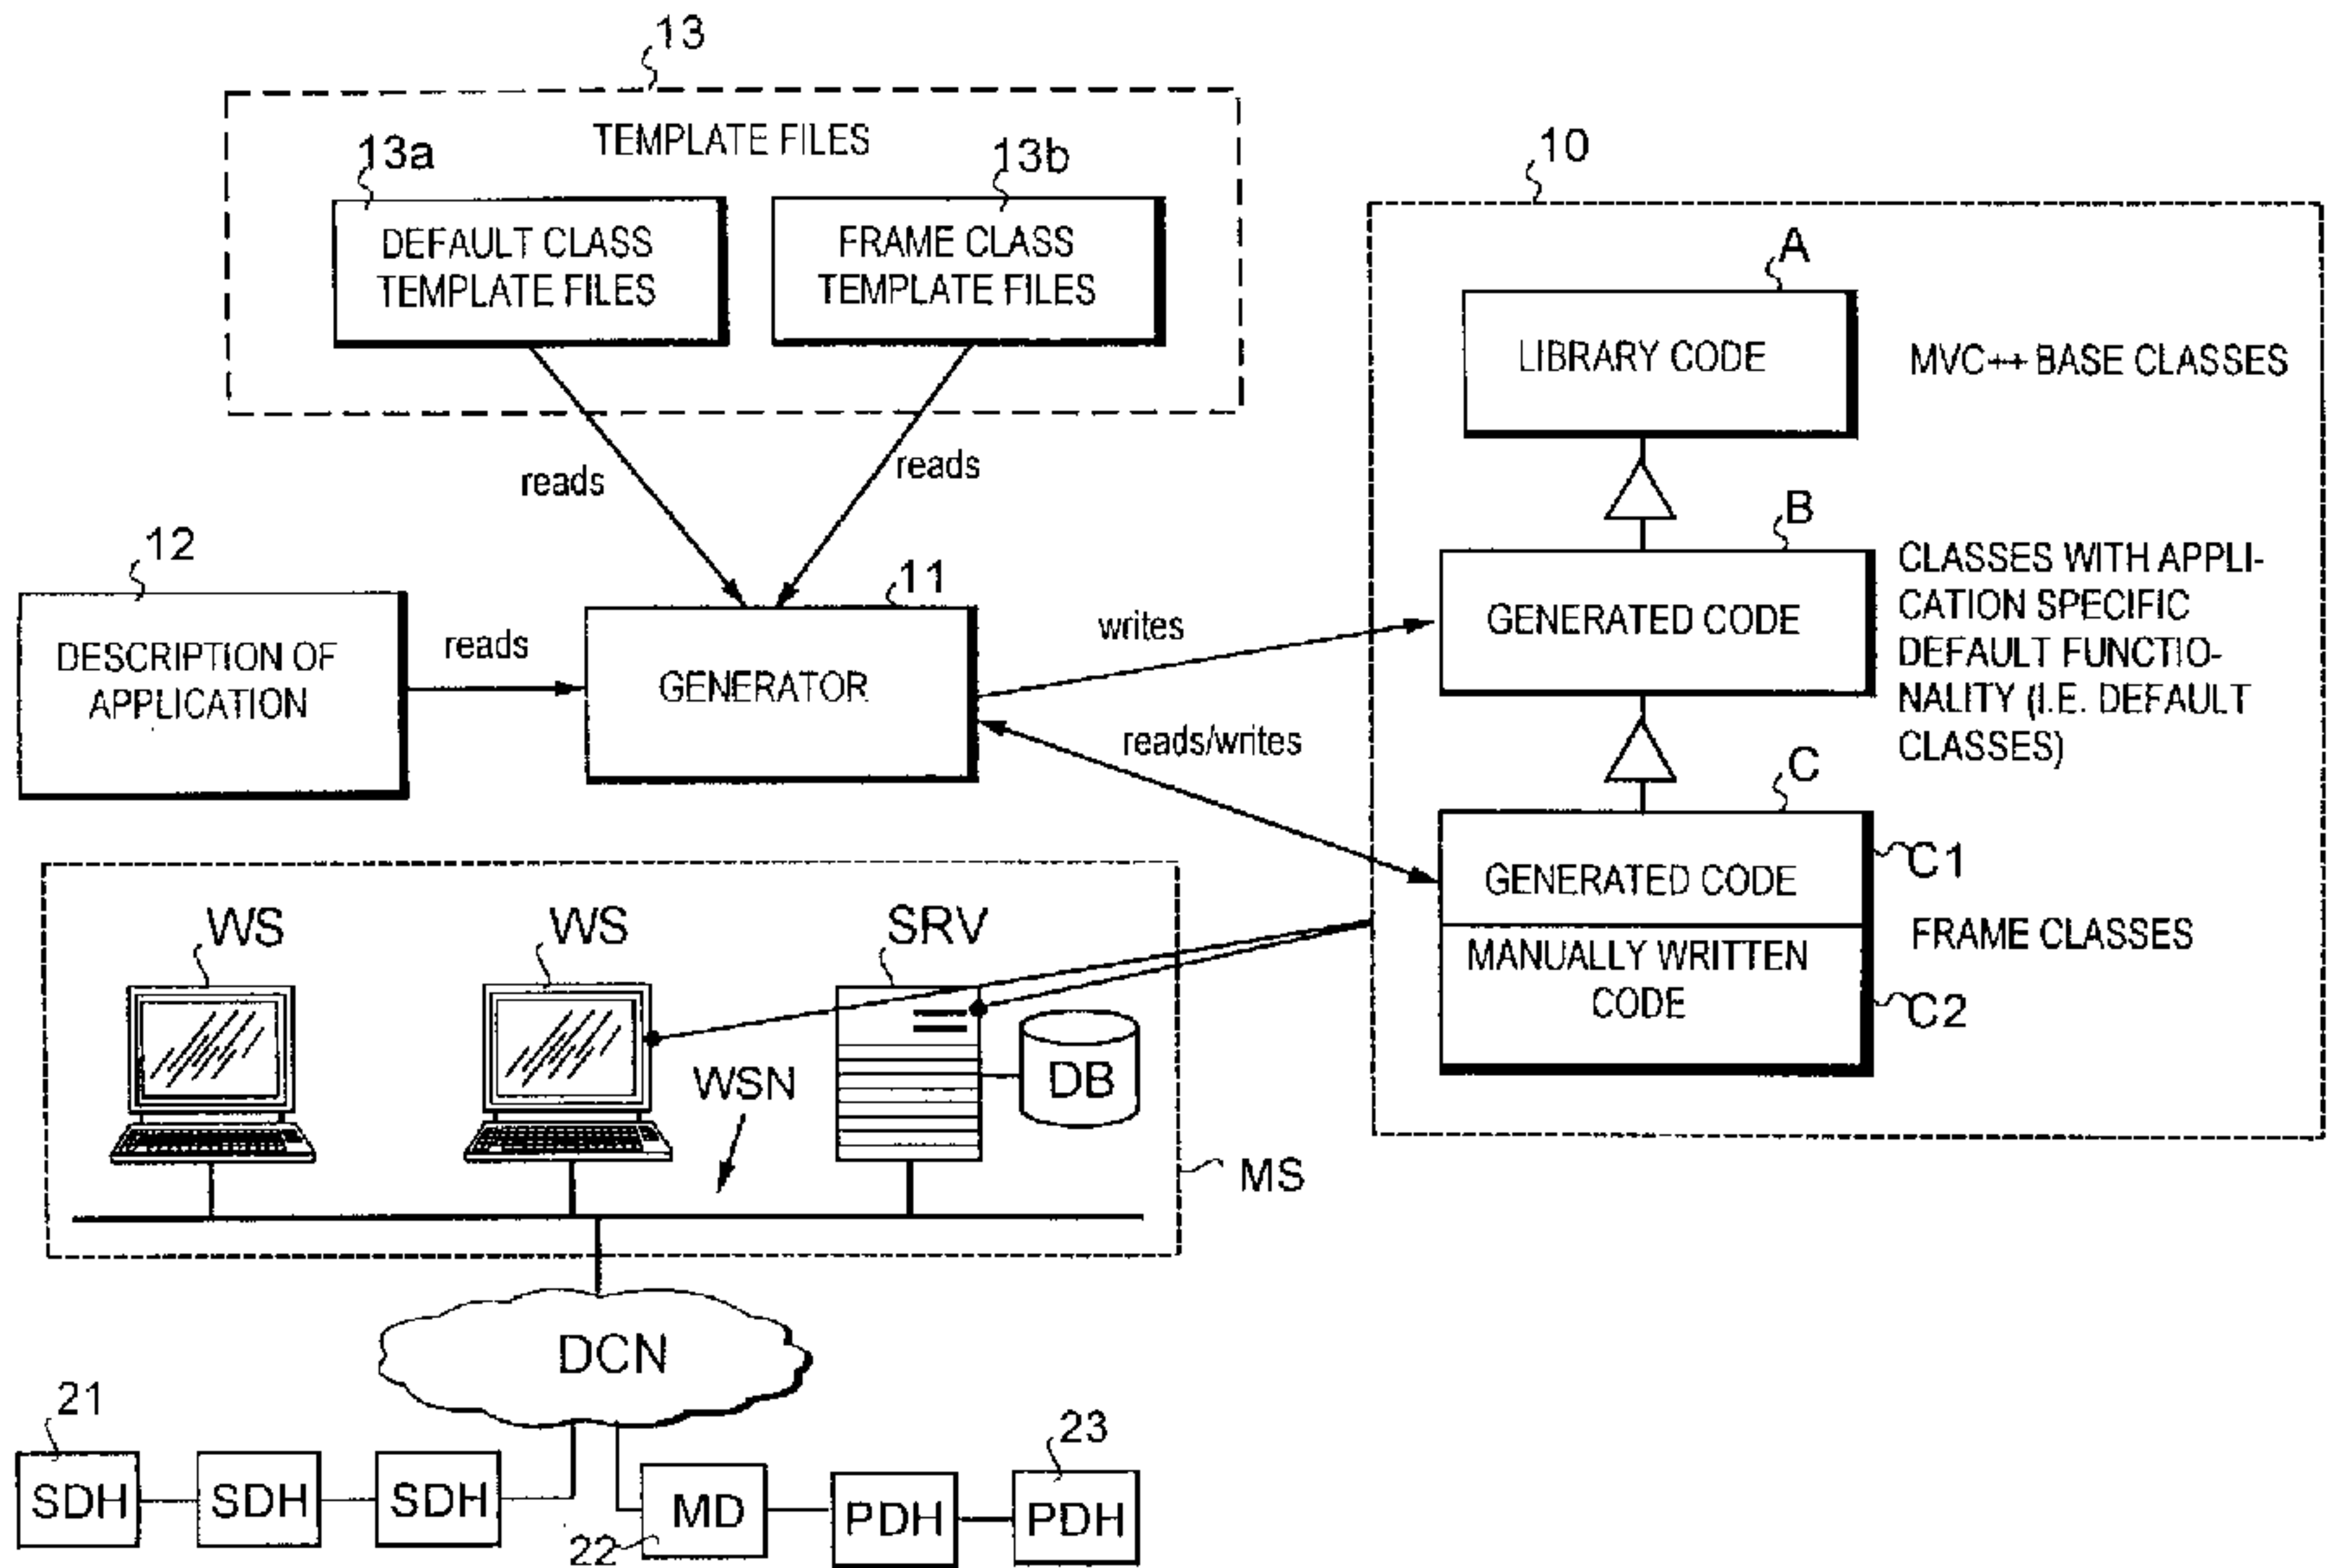 13
TEMPLATE FILES
13a
13b
DEFAULT CLASS
TEMPLATE FILES
FRAME CLASS
TEMPLATE FILES
reads
reads
12
DESCRIPTION OF
APPLICATION
reads
11
GENERATOR
writes
reads/writes
10
A
LIBRARY CODE
MVC++ BASE CLASSES
B
GENERATED CODE
CLASSES WITH APPLI-
CATION SPECIFIC
DEFAULT FUNCTIO-
NALITY (I.E. DEFAULT
CLASSES)
C
GENERATED CODE
C1
FRAME CLASSES
MANUALLY WRITTEN
CODE
C2
WS
WS
SRV
WSN
DB
MS
DCN
21
SDH
SDH
SDH
MD
22
PDH
23
PDH